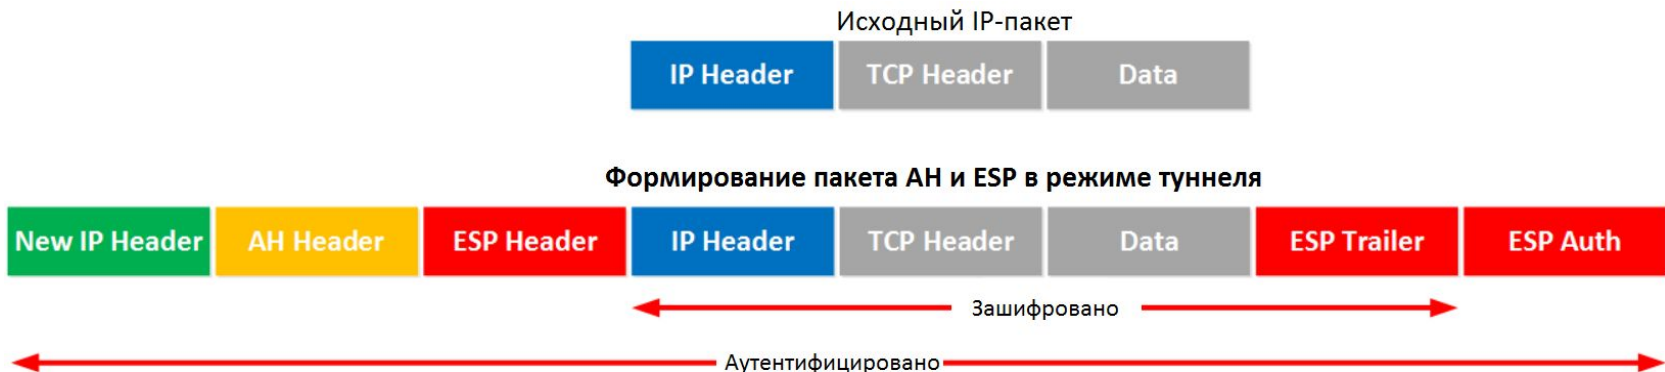 Исходный IP-пакет
IP Header TCP Header Data
Формирование пакета AH и ESP в режиме туннеля
New IP Header AH Header ESP Header IP Header TCP Header Data ESP Trailer ESP Auth
Зашифровано
Аутентифицировано